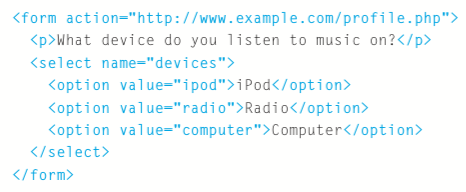 <form action="http://www.example.com/profile.php">
<p>What device do you listen to music on?</p>
<select name="devices">
<option value="ipod">iPod</option>
<option value="radio">Radio</option>
<option value="computer">Computer</option>
</select>
</form>